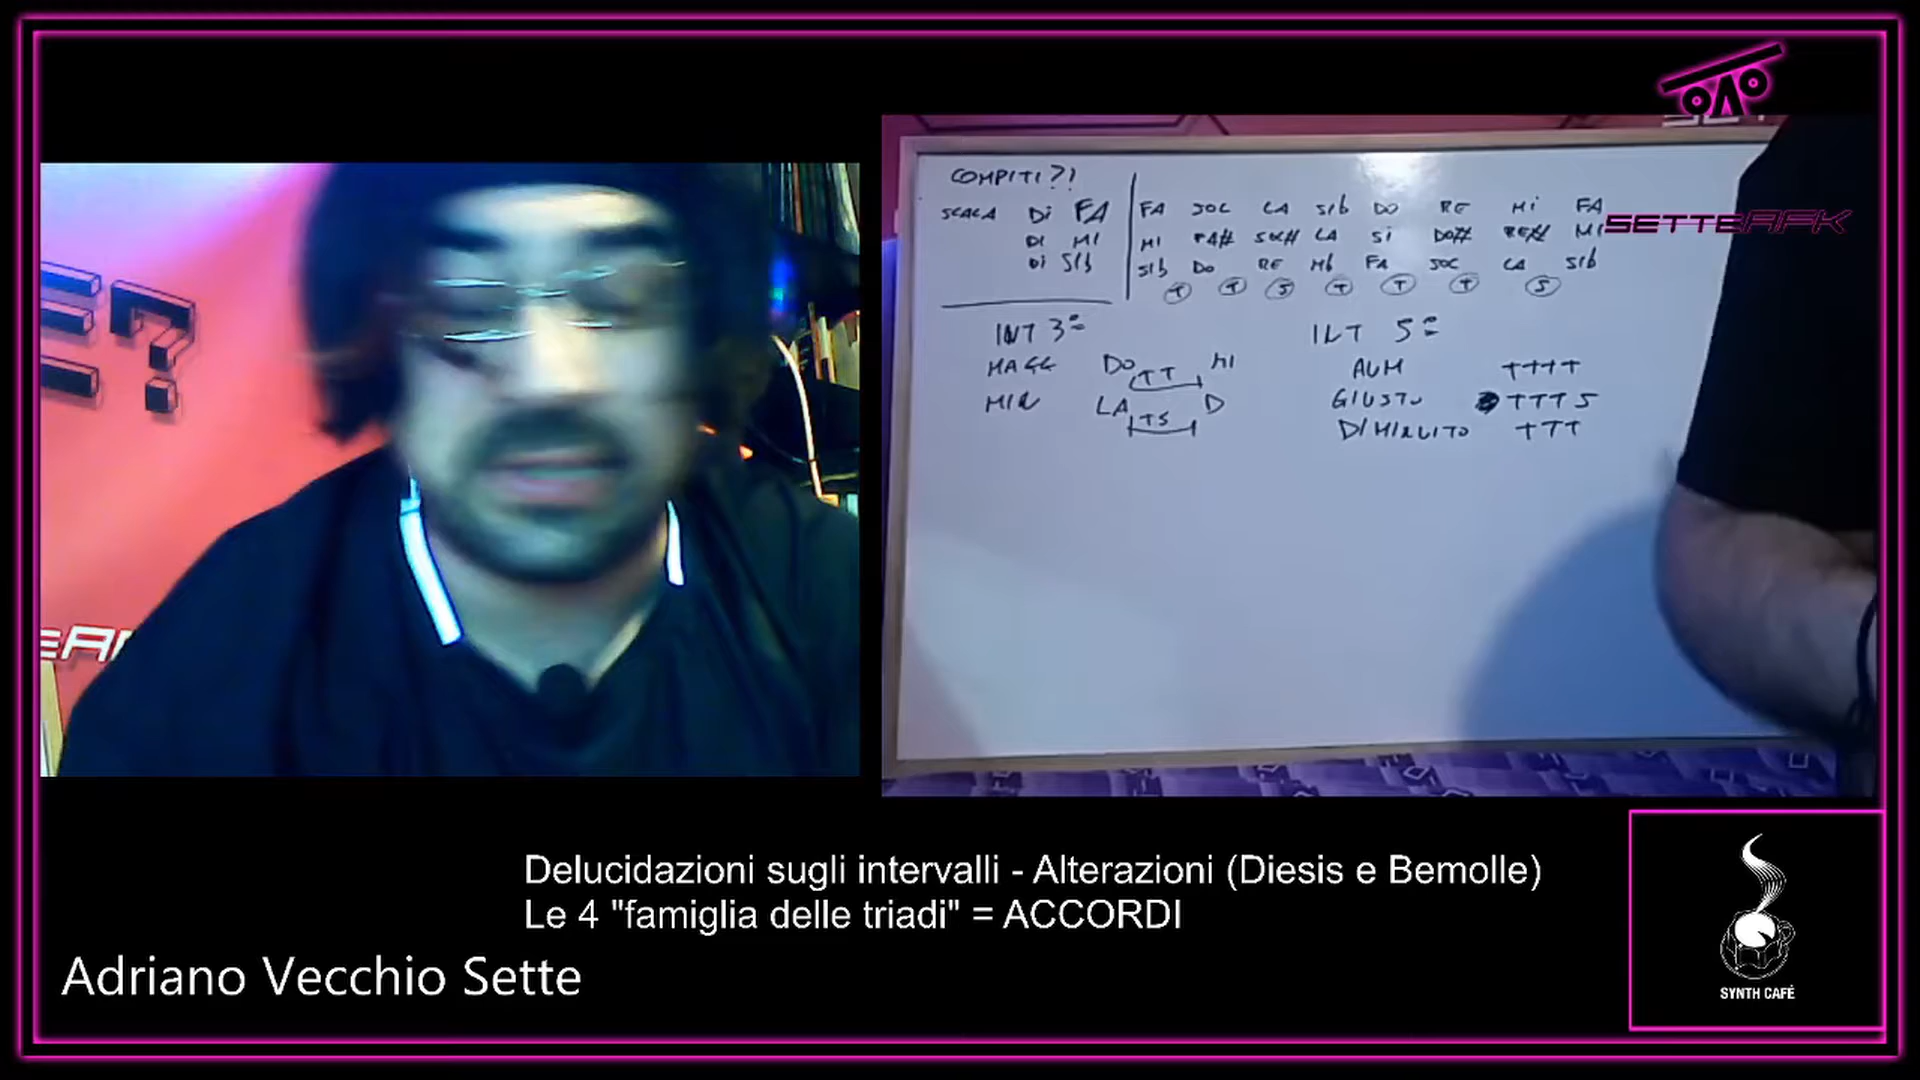 COMPITI?!
SCALA DI FA FA SOL LA SIb DO RE MI FA
DI MI MI FA# SOL# LA SI DO# RE# MI
DI SIb SIb DO RE Mb FA SOL LA SIb
T T S T T T S
INT 3° INT 5°
MAGG DO TT MI AUM TTTT
MIN LA TS D GIUSTO TTTS
DIMINUITO TTT
SETTEAFK
E?
EAF
Delucidazioni sugli intervalli - Alterazioni (Diesis e Bemolle)
Le 4 "famiglia delle triadi" = ACCORDI
Adriano Vecchio Sette
SYNTH CAFÈ